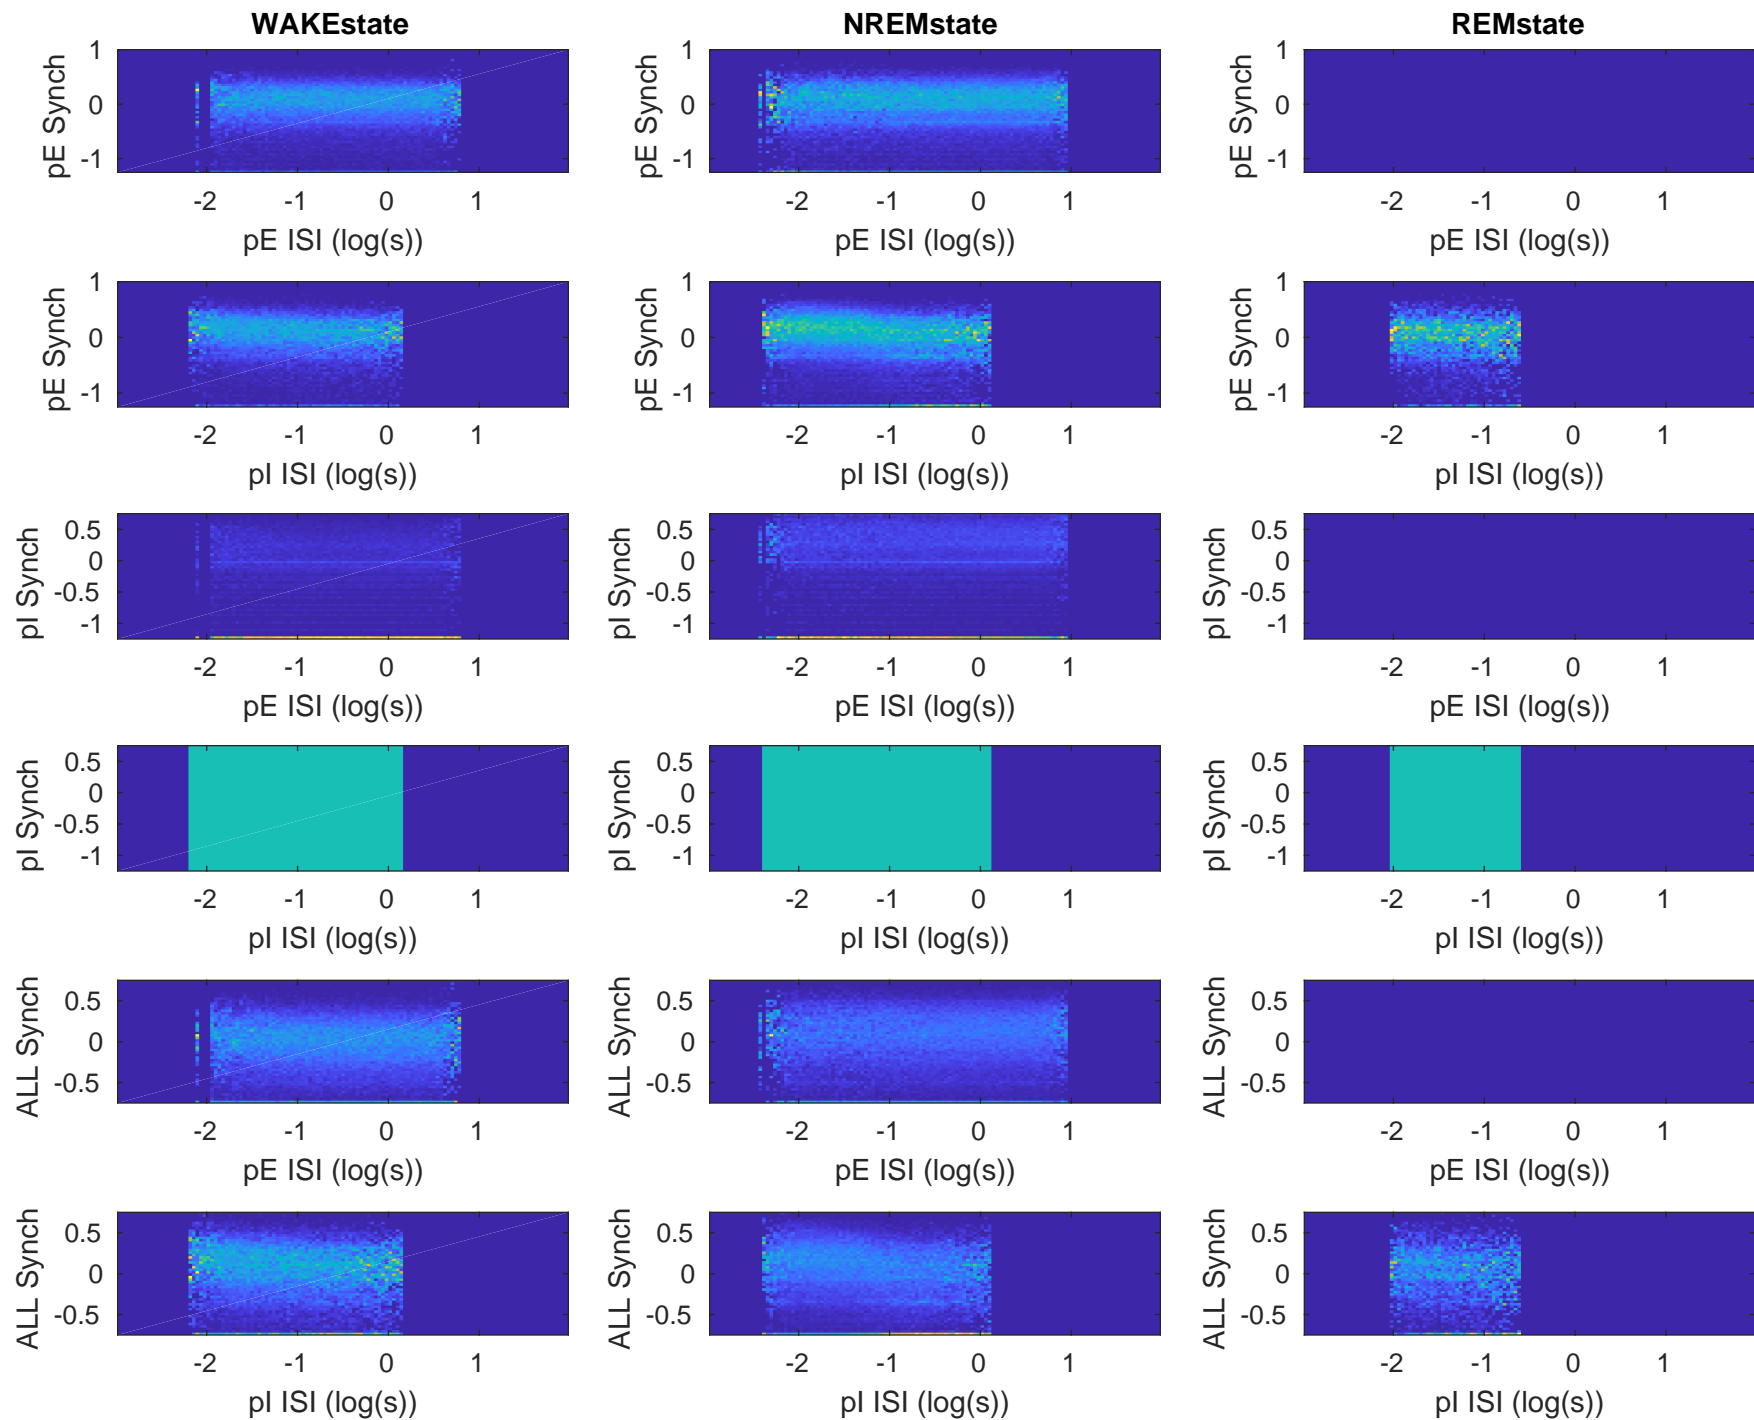 WAKEstate NREMstate REMstate
1 1 1
pE Synch pE Synch pE Synch
0 0 0
-1 -1 -1
-2 -1 0 1 -2 -1 0 1 -2 -1 0 1
pE ISI (log(s)) pE ISI (log(s)) pE ISI (log(s))
1 1 1
pE Synch pE Synch pE Synch
0 0 0
-1 -1 -1
-2 -1 0 1 -2 -1 0 1 -2 -1 0 1
pI ISI (log(s)) pI ISI (log(s)) pI ISI (log(s))
0.5 0.5 0.5
pI Synch pI Synch pI Synch
0 0 0
-0.5 -0.5 -0.5
-1 -1 -1
-2 -1 0 1 -2 -1 0 1 -2 -1 0 1
pE ISI (log(s)) pE ISI (log(s)) pE ISI (log(s))
0.5 0.5 0.5
pI Synch pI Synch pI Synch
0 0 0
-0.5 -0.5 -0.5
-1 -1 -1
-2 -1 0 1 -2 -1 0 1 -2 -1 0 1
pI ISI (log(s)) pI ISI (log(s)) pI ISI (log(s))
0.5 0.5 0.5
ALL Synch ALL Synch ALL Synch
0 0 0
-0.5 -0.5 -0.5
-2 -1 0 1 -2 -1 0 1 -2 -1 0 1
pE ISI (log(s)) pE ISI (log(s)) pE ISI (log(s))
0.5 0.5 0.5
ALL Synch ALL Synch ALL Synch
0 0 0
-0.5 -0.5 -0.5
-2 -1 0 1 -2 -1 0 1 -2 -1 0 1
pI ISI (log(s)) pI ISI (log(s)) pI ISI (log(s))